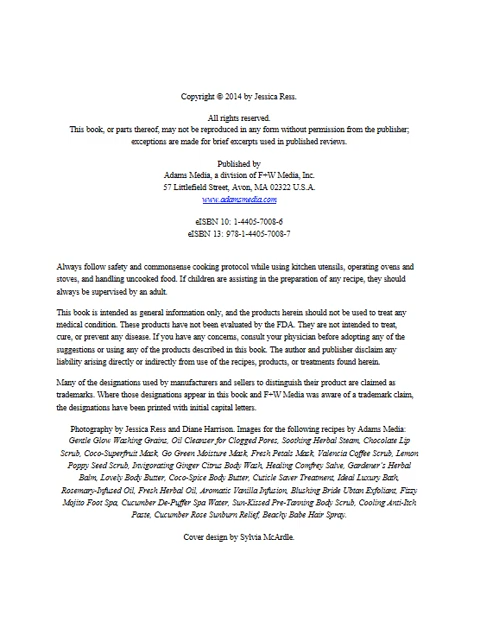 Copyright © 2014 by Jessica Ress.
All rights reserved.
This book, or parts thereof, may not be reproduced in any form without permission from the publisher;
exceptions are made for brief excerpts used in published reviews.
Published by
Adams Media, a division of F+W Media, Inc.
57 Littlefield Street, Avon, MA 02322 U.S.A.
www.adamsmedia.com
eISBN 10: 1-4405-7008-6
eISBN 13: 978-1-4405-7008-7
Always follow safety and commonsense cooking protocol while using kitchen utensils, operating ovens and
stoves, and handling uncooked food. If children are assisting in the preparation of any recipe, they should
always be supervised by an adult.
This book is intended as general information only, and the products herein should not be used to treat any
medical condition. These products have not been evaluated by the FDA. They are not intended to treat,
cure, or prevent any disease. If you have any concerns, consult your physician before adopting any of the
suggestions or using any of the products described in this book. The author and publisher disclaim any
liability arising directly or indirectly from use of the recipes, products, or treatments found herein.
Many of the designations used by manufacturers and sellers to distinguish their product are claimed as
trademarks. Where those designations appear in this book and F+W Media was aware of a trademark claim,
the designations have been printed with initial capital letters.
Photography by Jessica Ress and Diane Harrison. Images for the following recipes by Adams Media:
Gentle Glow Washing Grains, Oil Cleanser for Clogged Pores, Soothing Herbal Steam, Chocolate Lip
Scrub, Coco-Superfruit Mask, Go Green Moisture Mask, Fresh Petals Mask, Valencia Coffee Scrub, Lemon
Poppy Seed Scrub, Invigorating Ginger Citrus Body Wash, Healing Comfrey Salve, Gardener's Herbal
Balm, Lovely Body Butter, Coco-Spice Body Butter, Cuticle Saver Treatment, Ideal Luxury Bath,
Rosemary-Infused Oil, Fresh Herbal Oil, Aromatic Vanilla Infusion, Blushing Bride Ubtan Exfoliant, Fizzy
Mojito Foot Spa, Cucumber De-Puffer Spa Water, Sun-Kissed Pre-Tanning Body Scrub, Cooling Anti-Itch
Paste, Cucumber Rose Sunburn Relief, Beachy Babe Hair Spray.
Cover design by Sylvia McArdle.